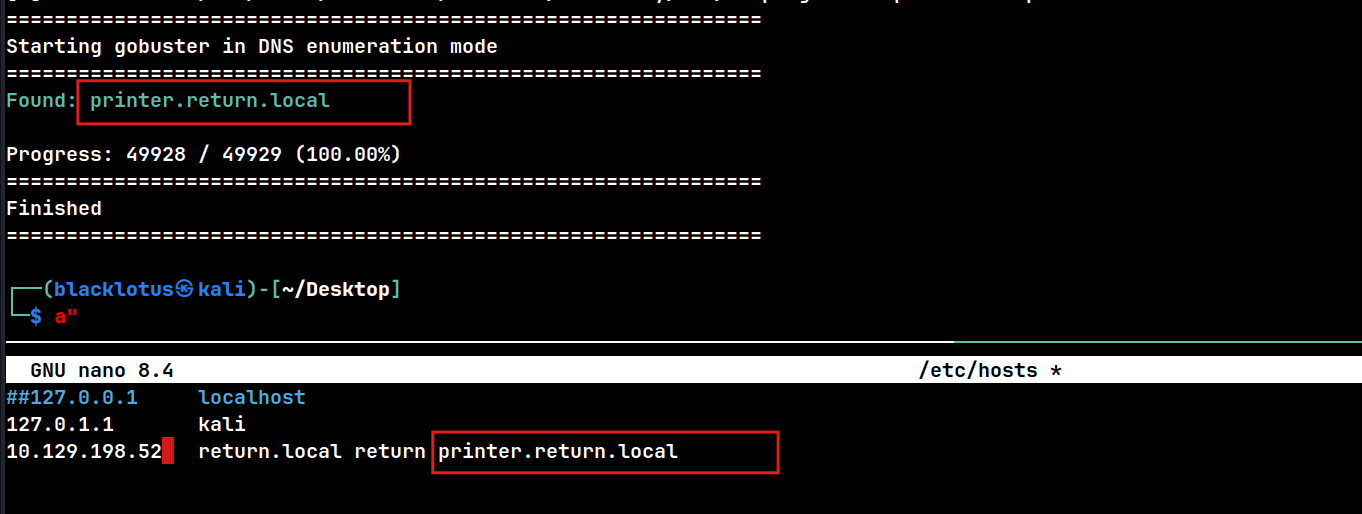 ============================================================​===
Starting gobuster in DNS enumeration mode
===============================================================
Found: printer.return.local
Progress: 49928 / 49929 (100.00%)
===============================================================
Finished
===============================================================
┌──(blacklotus㉿kali)-[~/Desktop]
└─$ a"
GNU nano 8.4 /etc/hosts *
##127.0.0.1 localhost
127.0.1.1 kali
10.129.198.52 return.local return printer.return.local